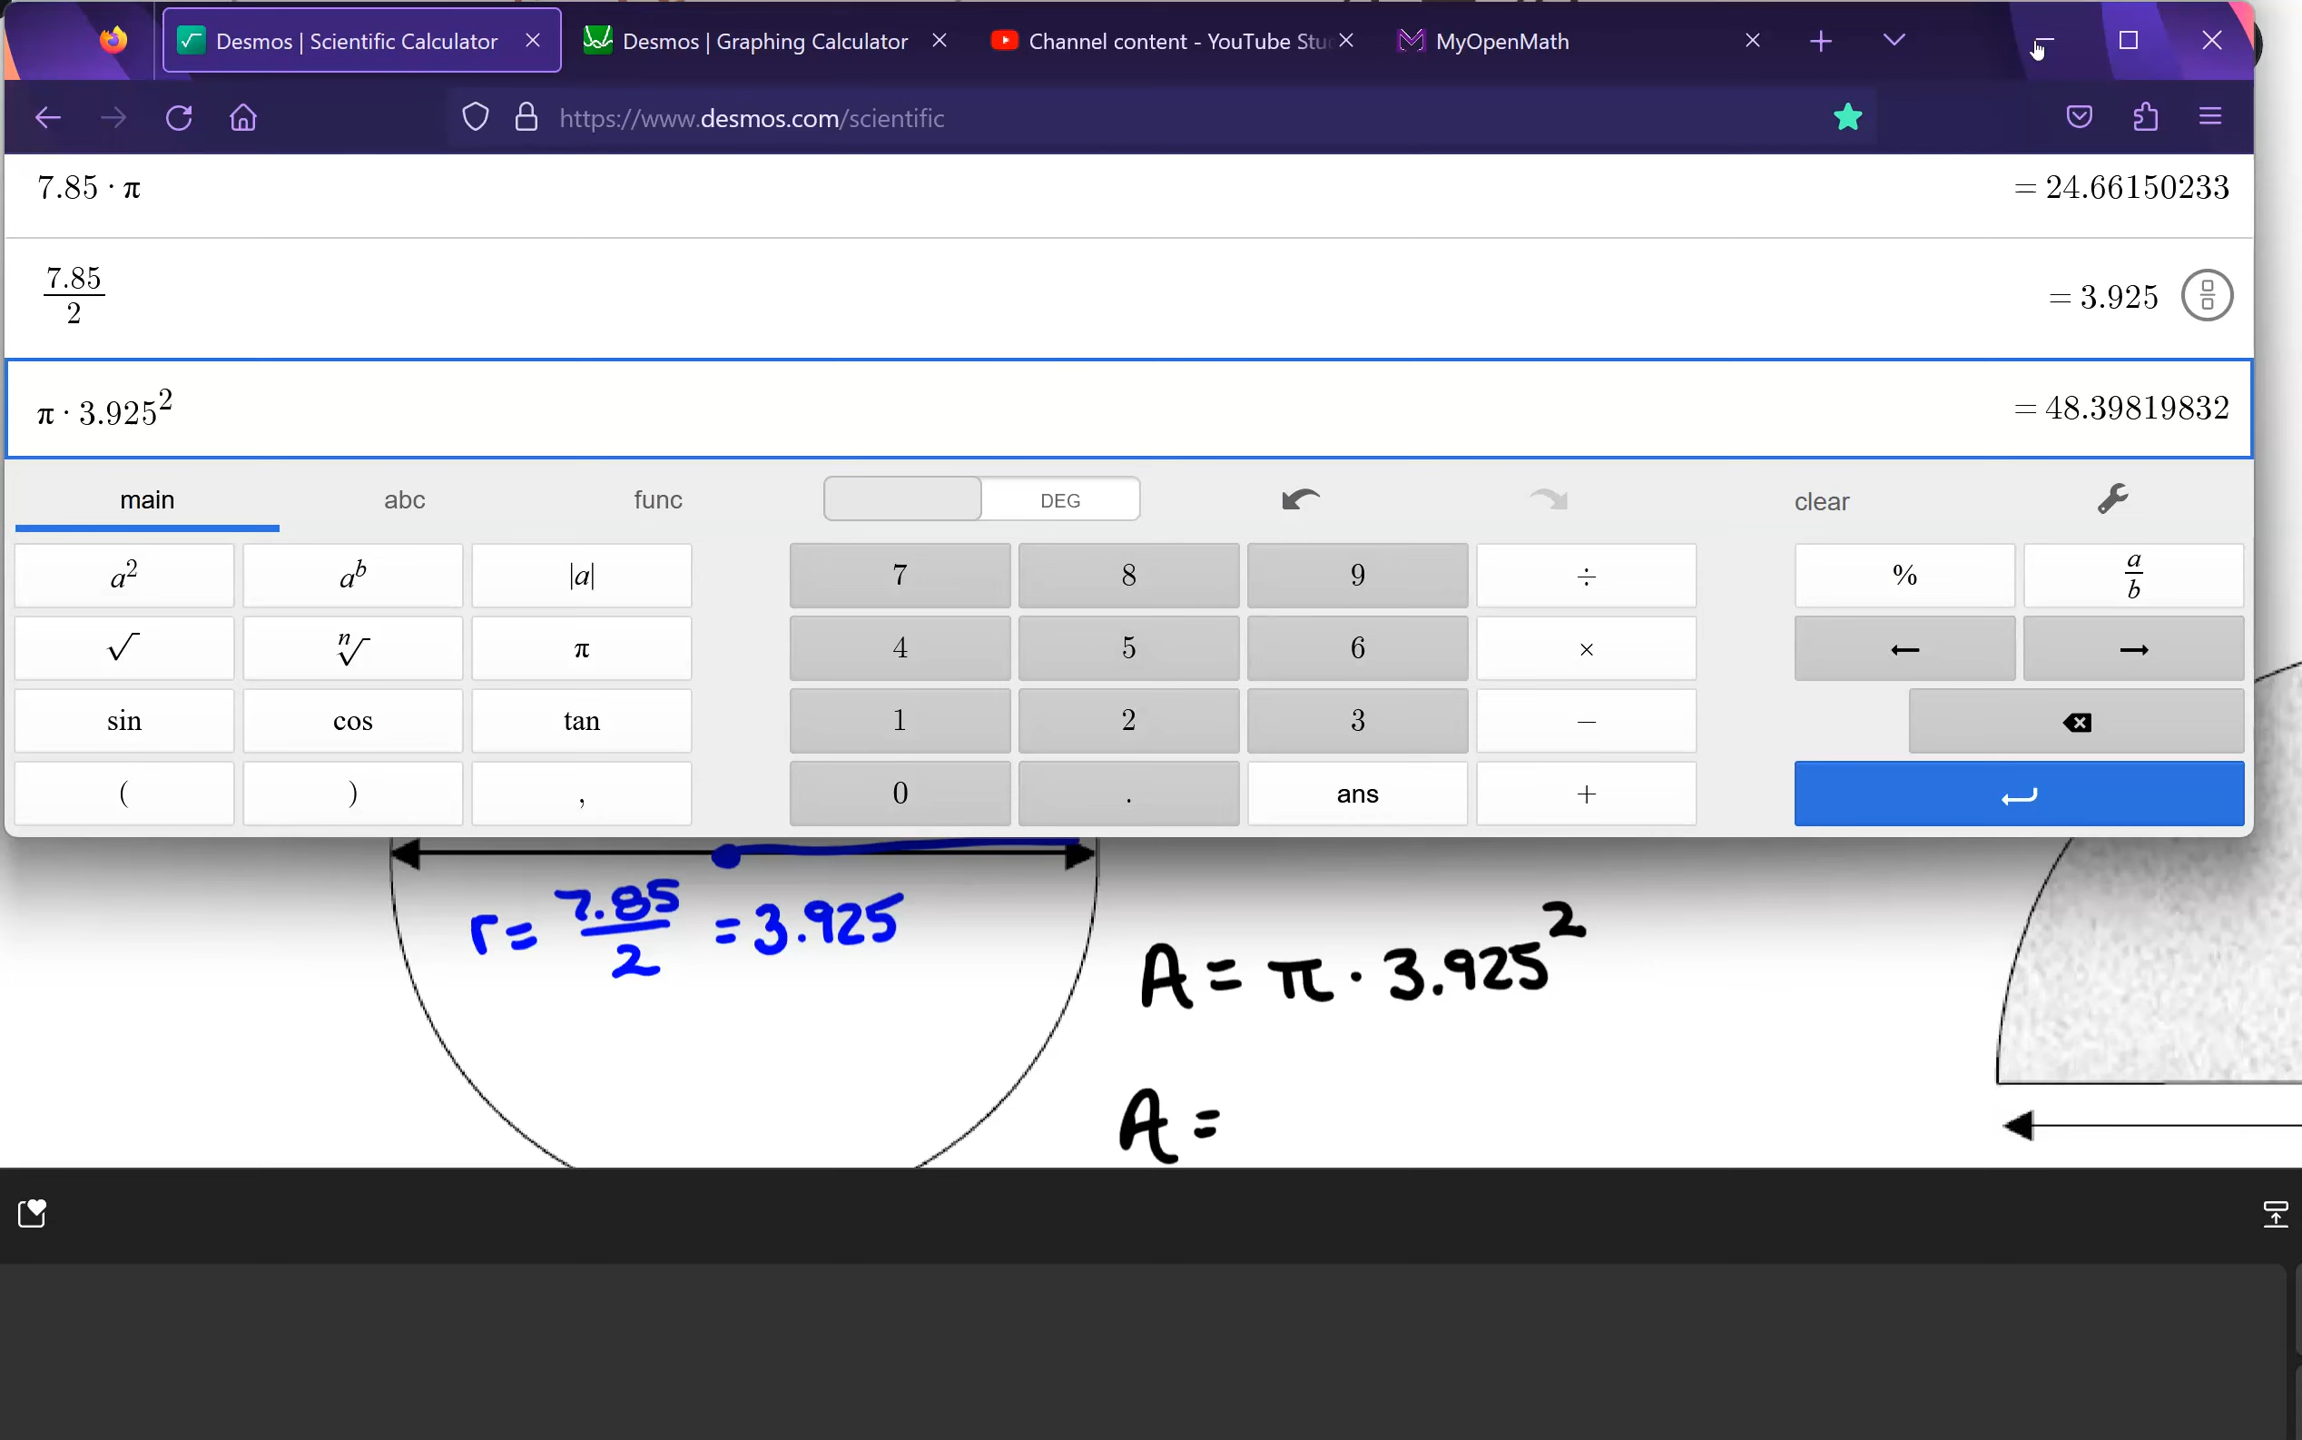 Desmos | Scientific Calculator
Desmos | Graphing Calculator
Channel content - YouTube Stu
MyOpenMath
https://www.desmos.com/scientific
7.85 · π = 24.66150233
7.85/2 = 3.925
π · 3.925² = 48.39819832
main abc func DEG clear
a² aᵇ |a| 7 8 9 ÷ % a/b
√ ⁿ√ π 4 5 6 × ← →
sin cos tan 1 2 3 −
( ) , 0 . ans +
r = 7.85/2 = 3.925
A = π · 3.925²
A =